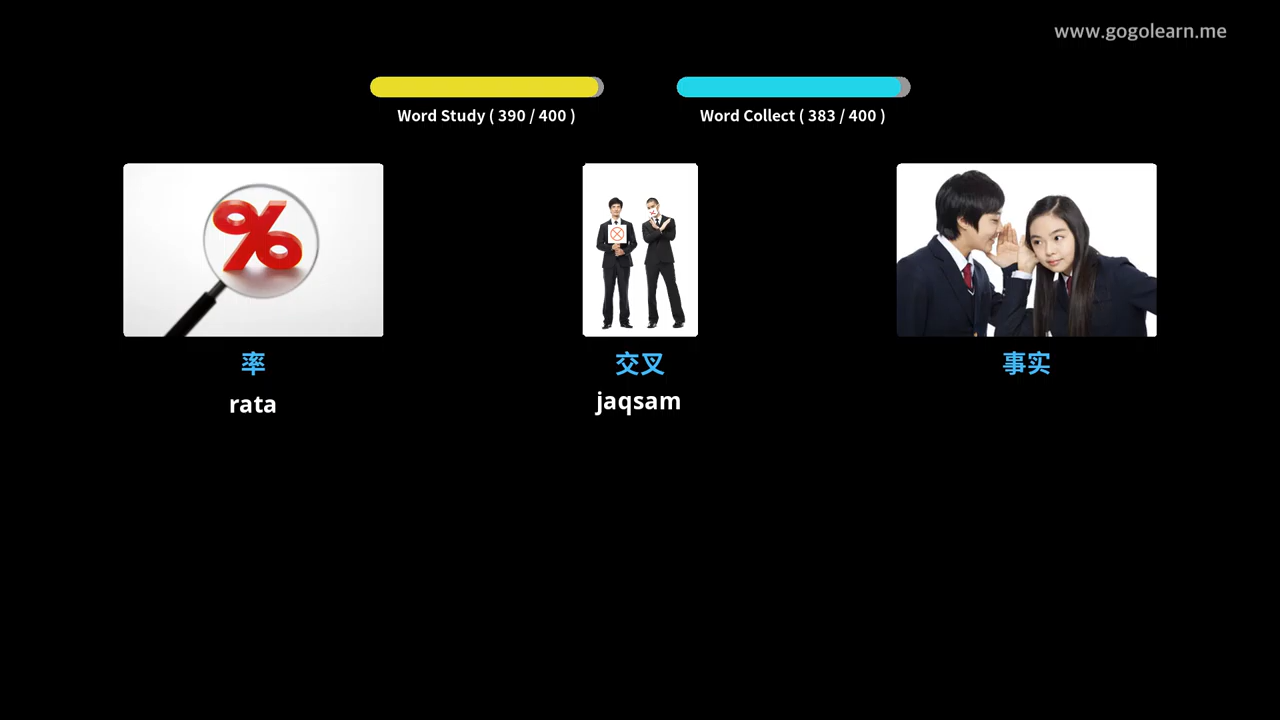 www.gogolearn.me
Word Study ( 390 / 400 )
Word Collect ( 383 / 400 )
%
率
交叉
事实
rata
jaqsam